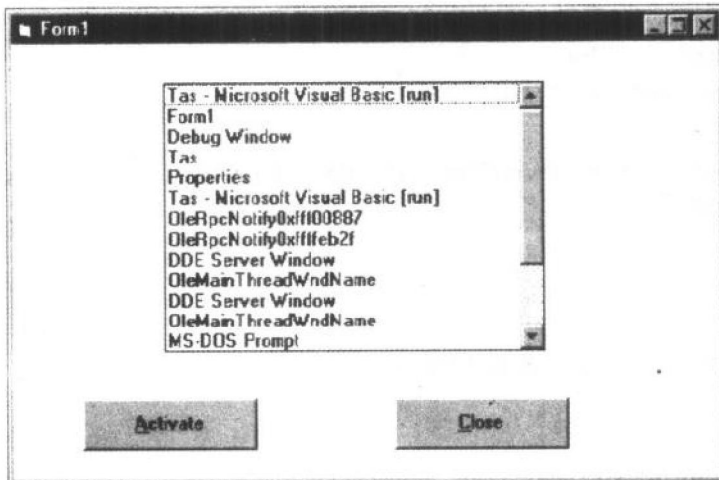 Form1
Tas - Microsoft Visual Basic [run]
Form1
Debug Window
Tas
Properties
Tas - Microsoft Visual Basic [run]
OleRpcNotify0xfff00887
OleRpcNotify0xfffeb2f
DDE Server Window
OleMainThreadWndName
DDE Server Window
OleMainThreadWndName
MS-DOS Prompt
Activate
Close